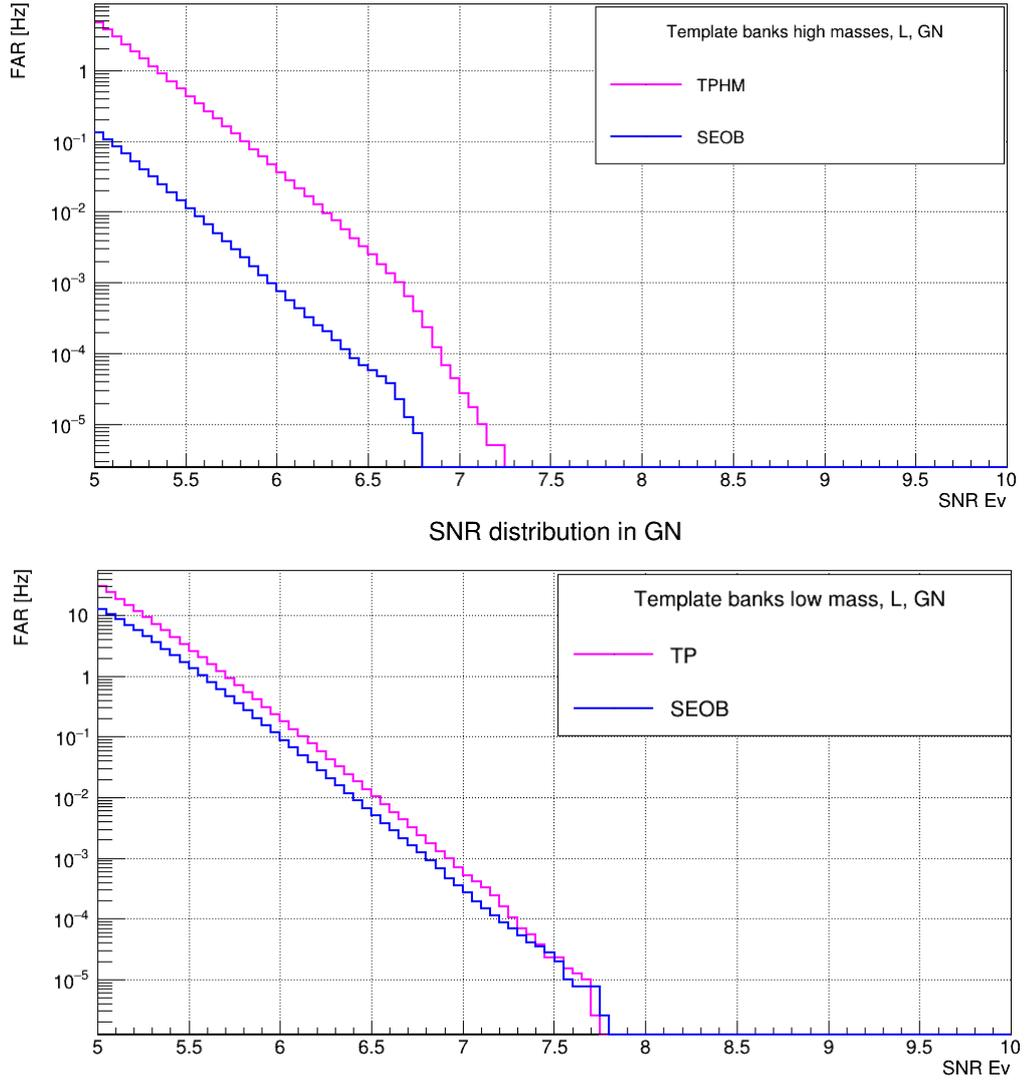 FAR [Hz]
Template banks high masses, L, GN
TPHM
SEOB
1
10⁻¹
10⁻²
10⁻³
10⁻⁴
10⁻⁵
5 5.5 6 6.5 7 7.5 8 8.5 9 9.5 10
SNR Ev
SNR distribution in GN
FAR [Hz]
Template banks low mass, L, GN
TP
SEOB
10
1
10⁻¹
10⁻²
10⁻³
10⁻⁴
10⁻⁵
5 5.5 6 6.5 7 7.5 8 8.5 9 9.5 10
SNR Ev